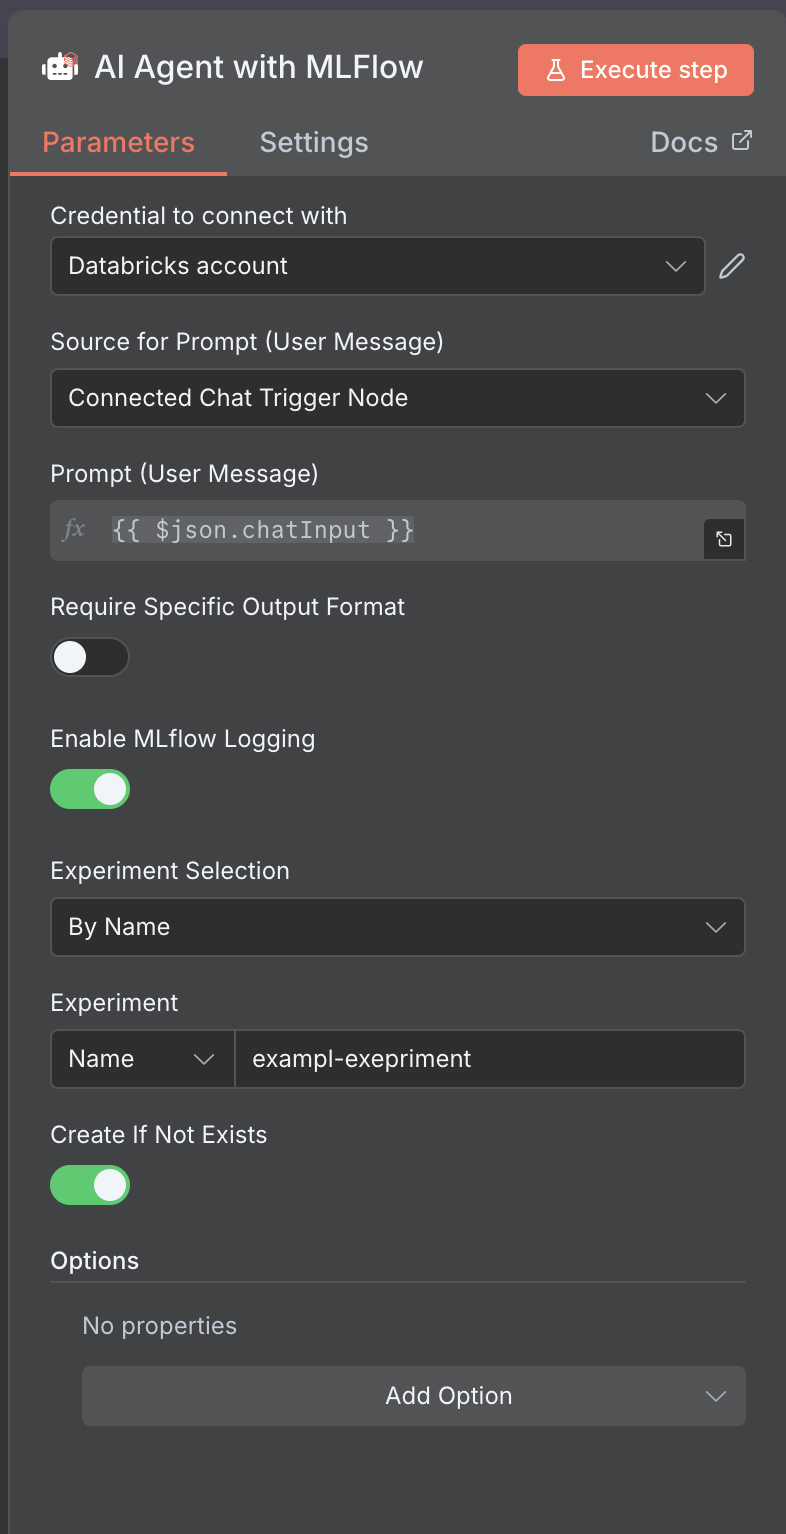 AI Agent with MLFlow
Execute step
Parameters
Settings
Docs
Credential to connect with
Databricks account
Source for Prompt (User Message)
Connected Chat Trigger Node
Prompt (User Message)
fx {{ $json.chatInput }}
Require Specific Output Format
Enable MLflow Logging
Experiment Selection
By Name
Experiment
Name
exampl-exepriment
Create If Not Exists
Options
No properties
Add Option